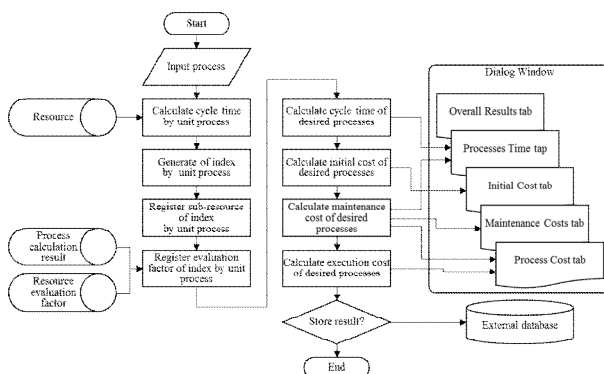 Start
Input process
Resource
Calculate cycle time
by unit process
Generate of index
by unit process
Register sub-resource
of index
by unit process
Process
calculation
result
Resource
evaluation
factor
Register evaluation
factor of index by unit
process
Calculate cycle time of
desired processes
Calculate initial cost of
desired processes
Calculate maintenance
cost of desired
processes
Calculate execution cost
of desired processes
Store result?
End
Dialog Window
Overall Results tab
Processes Time tap
Initial Cost tab
Maintenance Costs tab
Process Cost tab
External database